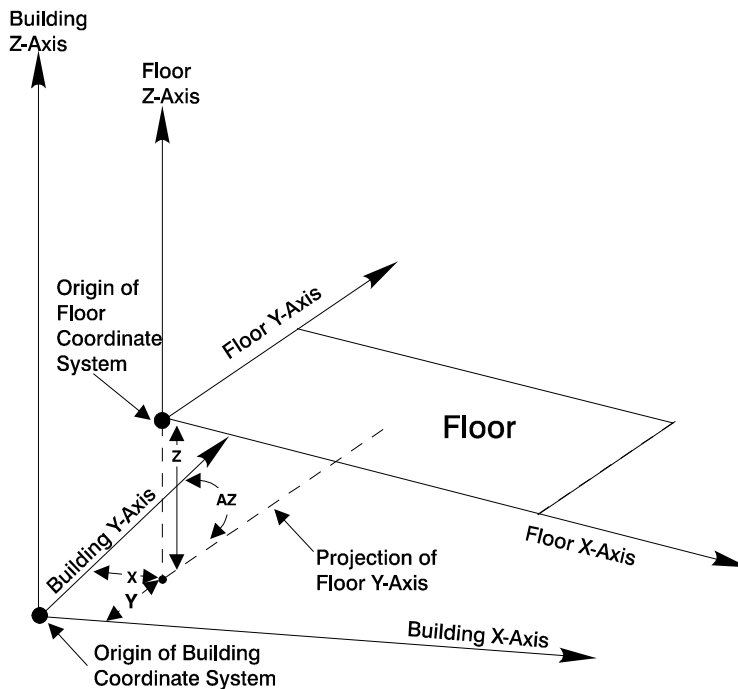 Building
Z-Axis
Floor
Z-Axis
Origin of
Floor
Coordinate
System
Floor Y-Axis
Floor
Z
Building Y-Axis
AZ
X
Y
Projection of
Floor Y-Axis
Floor X-Axis
Building X-Axis
Origin of Building
Coordinate System